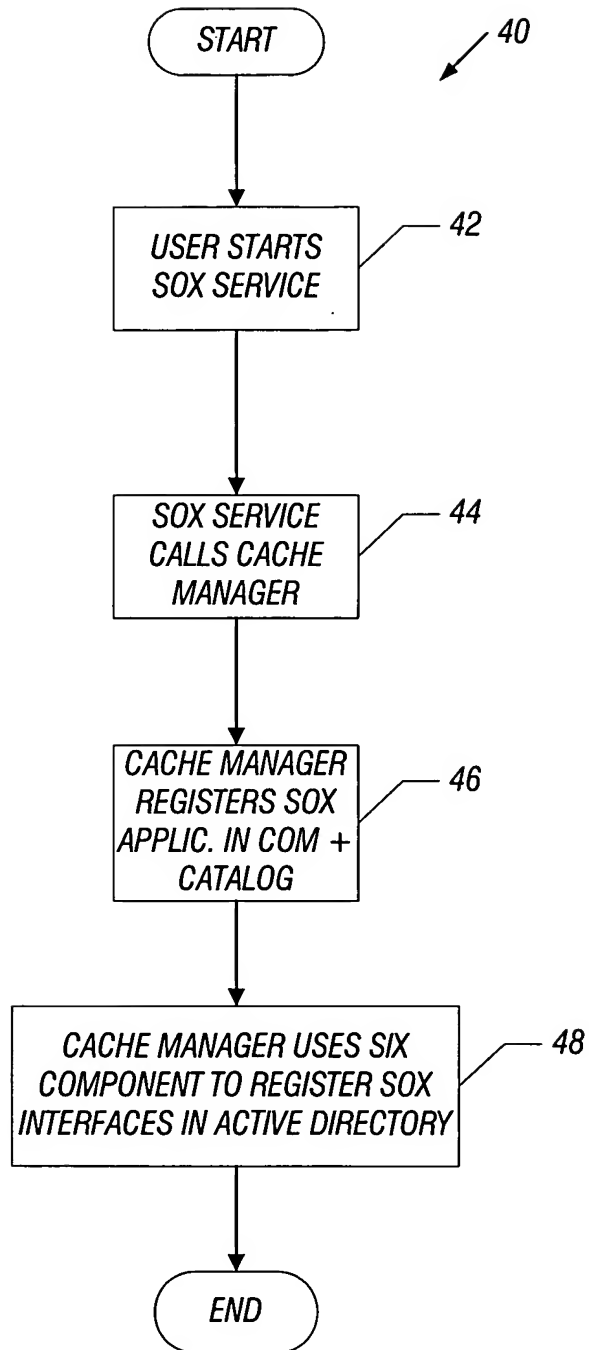 START
40
USER STARTS
SOX SERVICE
42
SOX SERVICE
CALLS CACHE
MANAGER
44
CACHE MANAGER
REGISTERS SOX
APPLIC. IN COM +
CATALOG
46
CACHE MANAGER USES SIX
COMPONENT TO REGISTER SOX
INTERFACES IN ACTIVE DIRECTORY
48
END